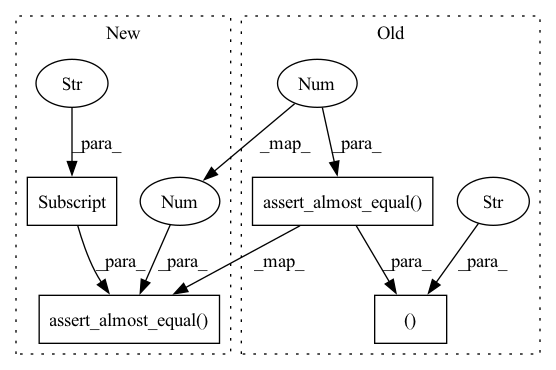 New
Old
Str
Num
_para_
_map_
_para_
Subscript
Num
assert_almost_equal()
Str
_para_
_para_
_map_
_para_
_para_
assert_almost_equal()
()